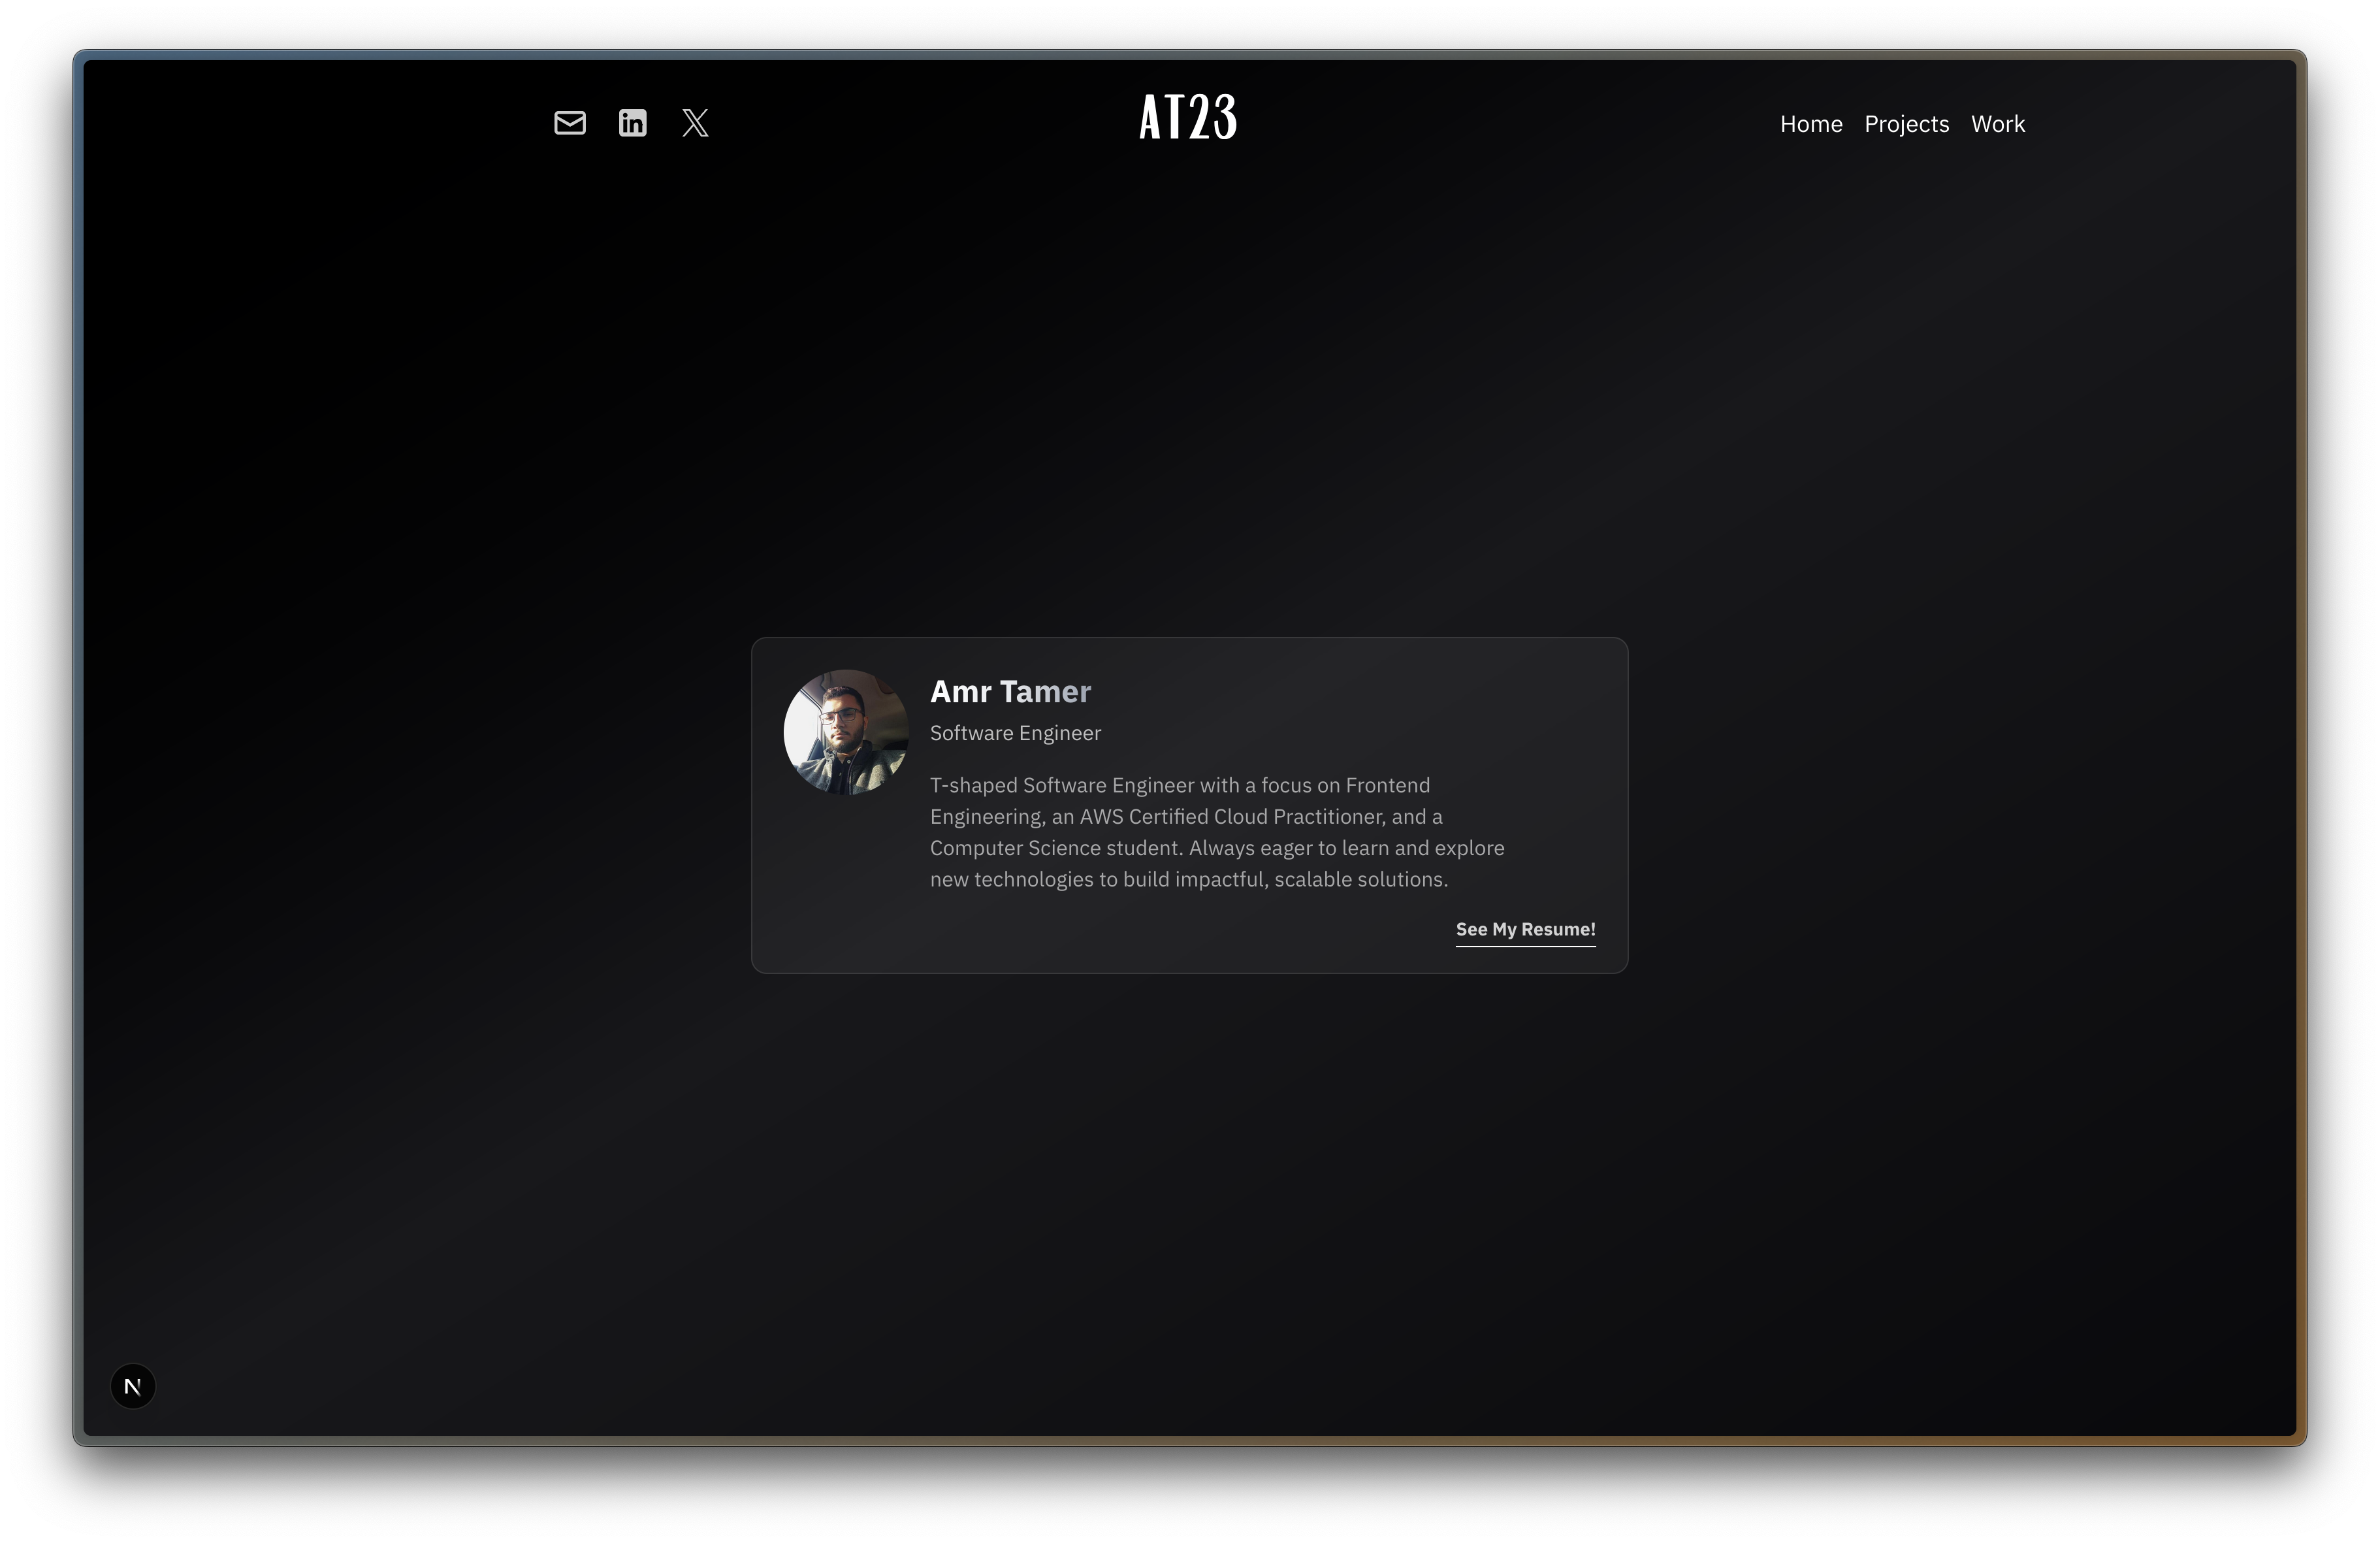 AT23
Home Projects Work
Amr Tamer
Software Engineer
T-shaped Software Engineer with a focus on Frontend
Engineering, an AWS Certified Cloud Practitioner, and a
Computer Science student. Always eager to learn and explore
new technologies to build impactful, scalable solutions.
See My Resume!
N